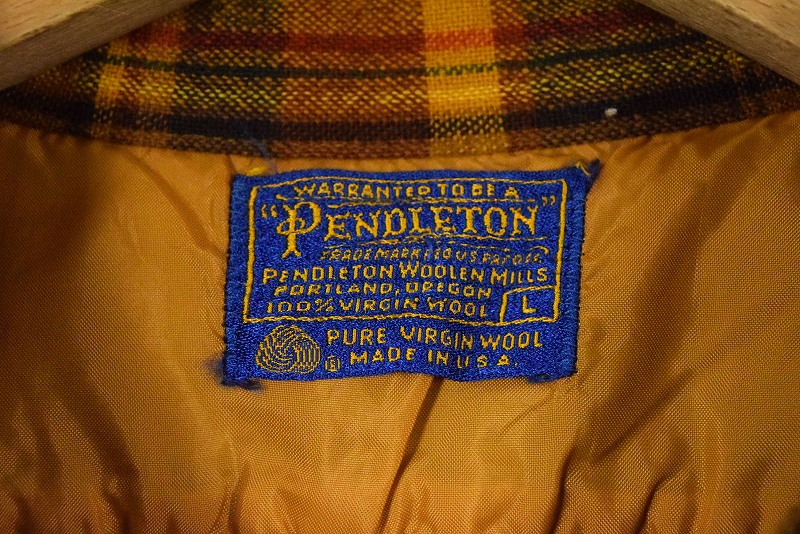 WARRANTED TO BE A
"PENDLETON"
TRADE MARK REG U S PAT OFF.
PENDLETON WOOLEN MILLS
PORTLAND, OREGON
100% VIRGIN WOOL L
PURE VIRGIN WOOL
® MADE IN U.S.A.